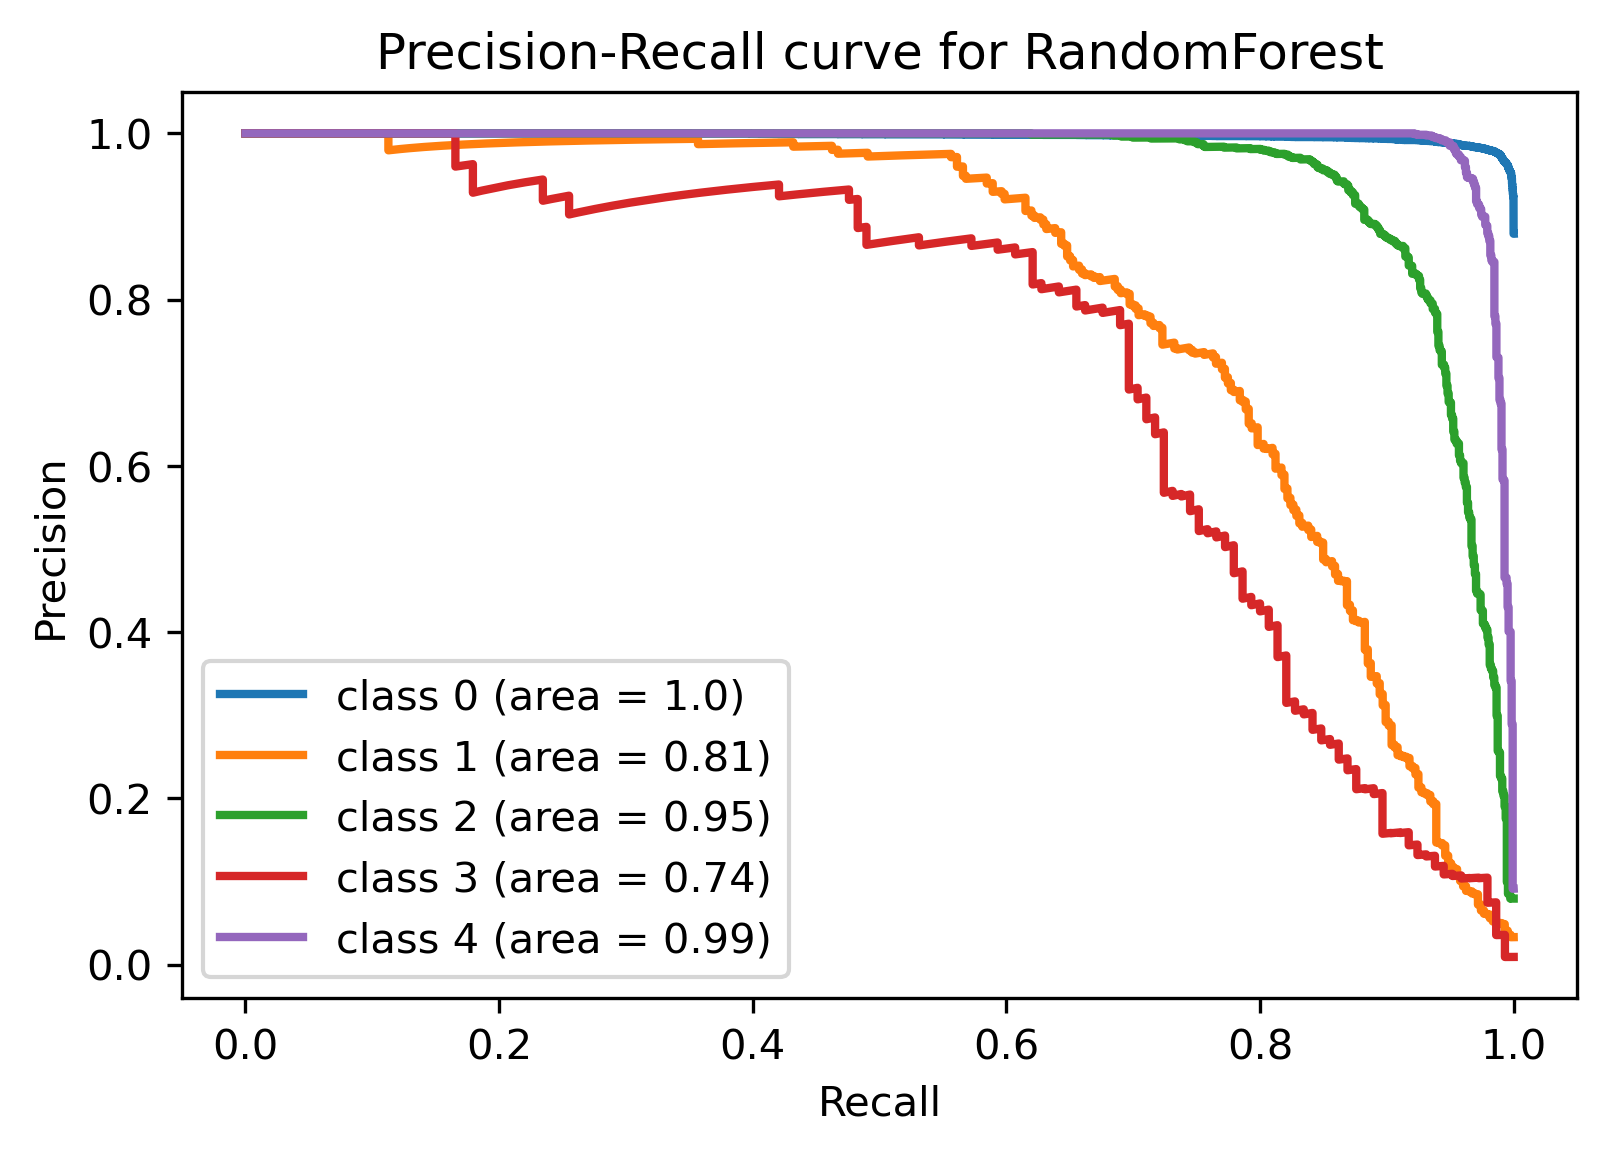 Precision-Recall curve for RandomForest
1.0
0.8
0.6
0.4
0.2
0.0
Precision
class 0 (area = 1.0)
class 1 (area = 0.81)
class 2 (area = 0.95)
class 3 (area = 0.74)
class 4 (area = 0.99)
0.0 0.2 0.4 0.6 0.8 1.0
Recall